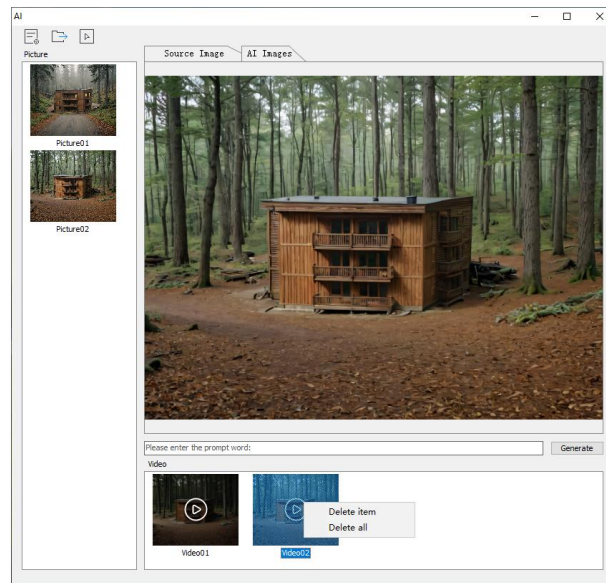 AI
Picture
Source Image
AI Images
Picture01
Picture02
Please enter the prompt word:
Generate
Video
Delete item
Delete all
Video01
Video02